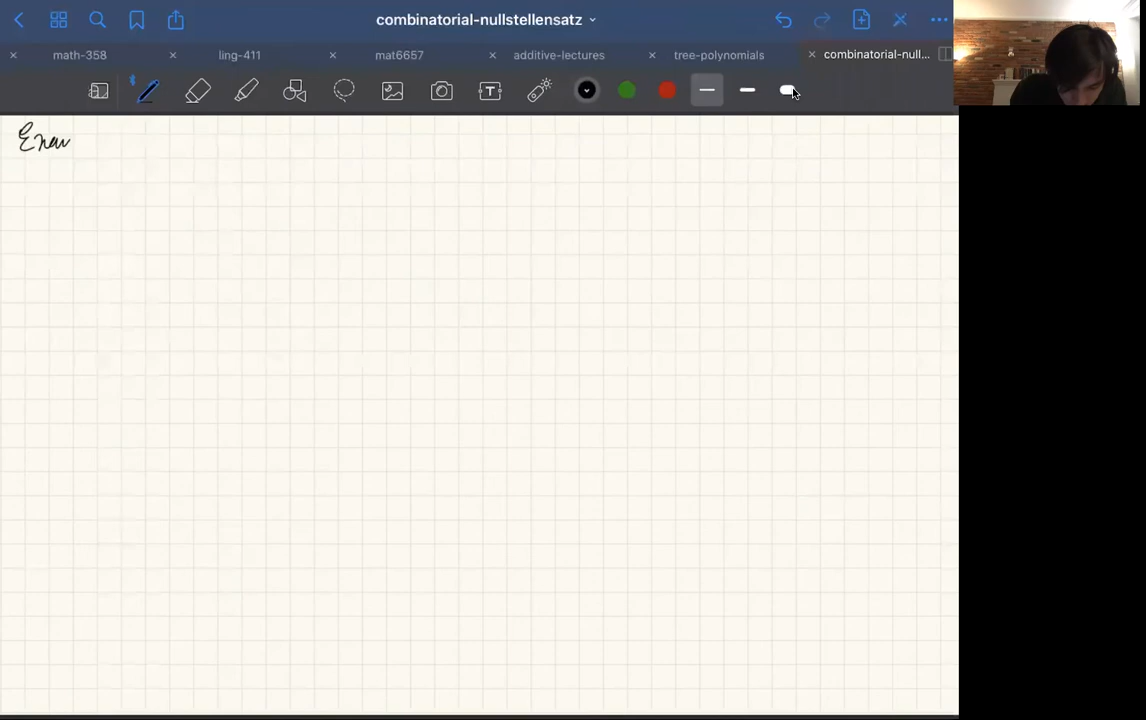 combinatorial-nullstellensatz
math-358
ling-411
mat6657
additive-lectures
tree-polynomials
combinatorial-null...
T
Exam